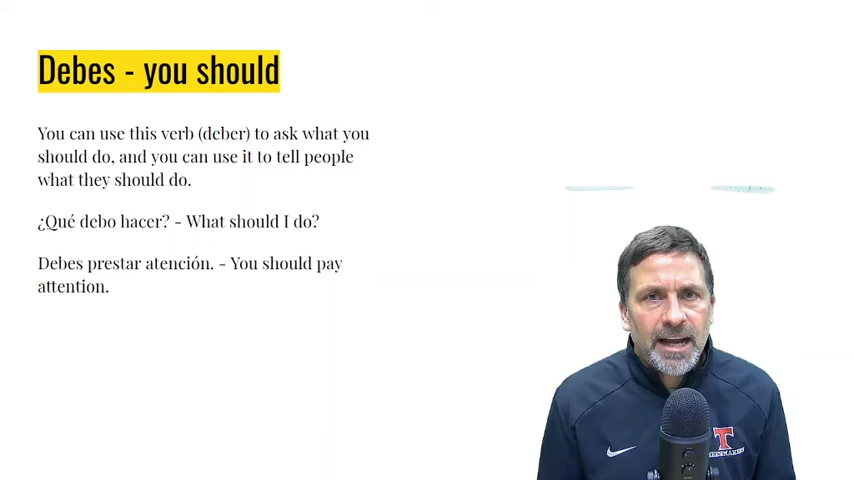 Debes - you should
You can use this verb (deber) to ask what you
should do, and you can use it to tell people
what they should do.
¿Qué debo hacer? - What should I do?
Debes prestar atención. - You should pay
attention.
T